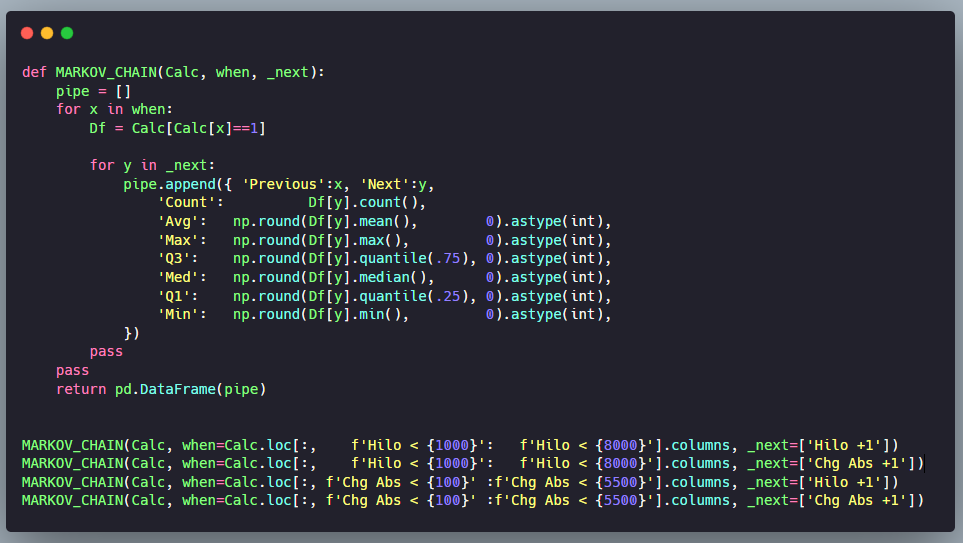 def MARKOV_CHAIN(Calc, when, _next):
    pipe = []
    for x in when:
        Df = Calc[Calc[x]==1]

        for y in _next:
            pipe.append({ 'Previous':x, 'Next':y,
                'Count':          Df[y].count(),
                'Avg':   np.round(Df[y].mean(),        0).astype(int),
                'Max':   np.round(Df[y].max(),         0).astype(int),
                'Q3':    np.round(Df[y].quantile(.75), 0).astype(int),
                'Med':   np.round(Df[y].median(),      0).astype(int),
                'Q1':    np.round(Df[y].quantile(.25), 0).astype(int),
                'Min':   np.round(Df[y].min(),         0).astype(int),
            })
        pass
    pass
    return pd.DataFrame(pipe)


MARKOV_CHAIN(Calc, when=Calc.loc[:,    f'Hilo < {1000}':   f'Hilo < {8000}'].columns, _next=['Hilo +1'])
MARKOV_CHAIN(Calc, when=Calc.loc[:,    f'Hilo < {1000}':   f'Hilo < {8000}'].columns, _next=['Chg Abs +1'])
MARKOV_CHAIN(Calc, when=Calc.loc[:, f'Chg Abs < {100}' :f'Chg Abs < {5500}'].columns, _next=['Hilo +1'])
MARKOV_CHAIN(Calc, when=Calc.loc[:, f'Chg Abs < {100}' :f'Chg Abs < {5500}'].columns, _next=['Chg Abs +1'])